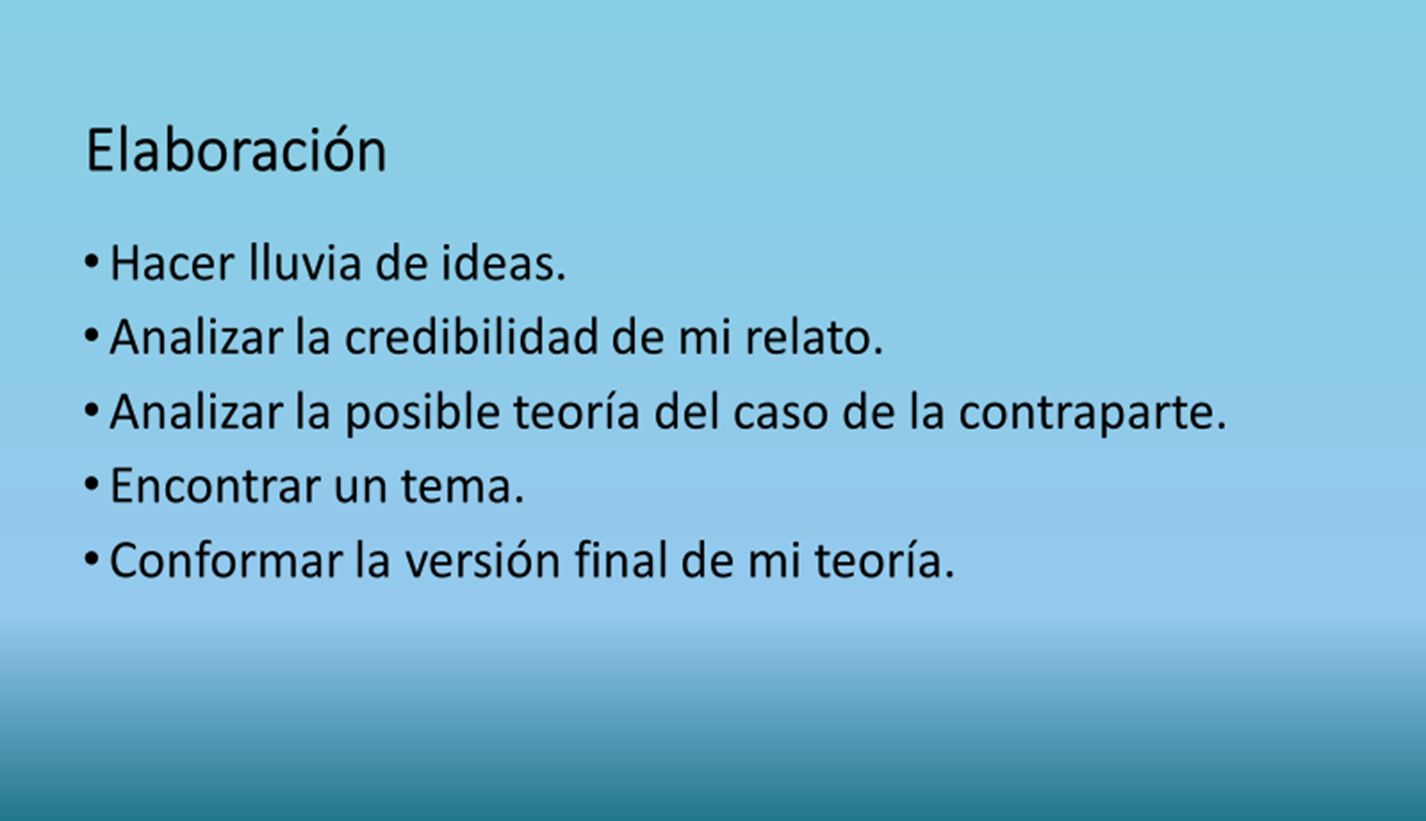 Elaboración
• Hacer lluvia de ideas.
• Analizar la credibilidad de mi relato.
• Analizar la posible teoría del caso de la contraparte.
• Encontrar un tema.
• Conformar la versión final de mi teoría.